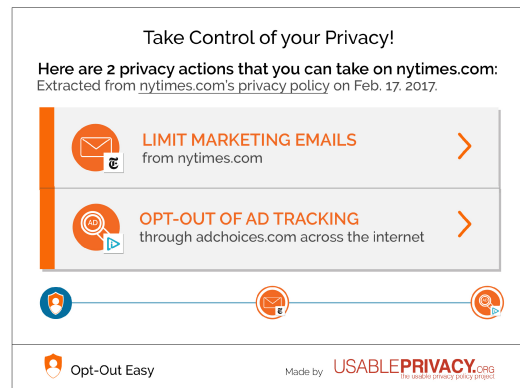 Take Control of your Privacy!
Here are 2 privacy actions that you can take on nytimes.com:
Extracted from nytimes.com's privacy policy on Feb. 17. 2017.
LIMIT MARKETING EMAILS
from nytimes.com
AD
OPT-OUT OF AD TRACKING
through adchoices.com across the internet
AD
Opt-Out Easy
Made by USABLEPRIVACY.ORG
the usable privacy policy project